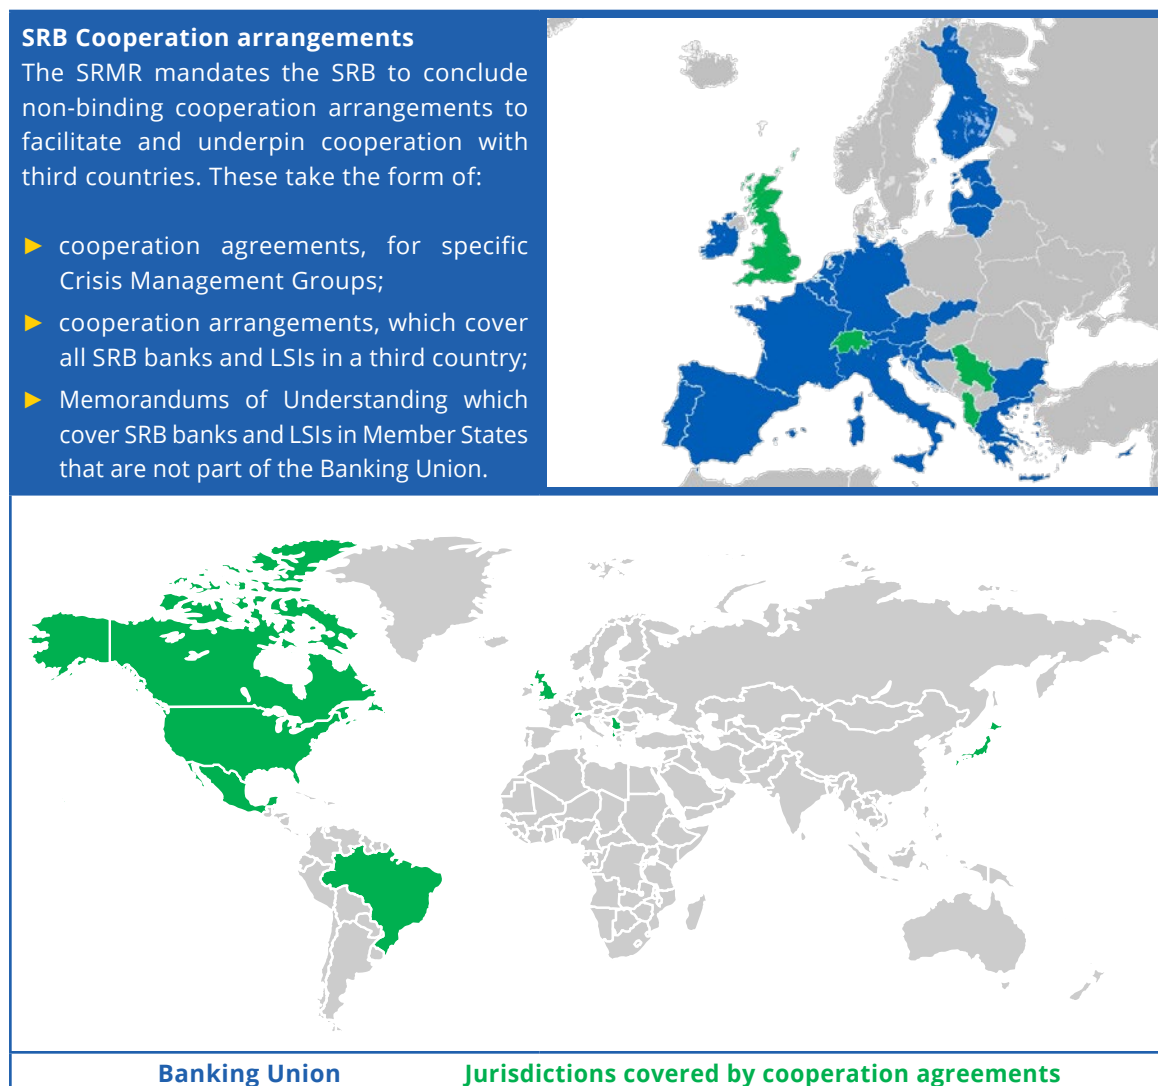 SRB Cooperation arrangements
The SRMR mandates the SRB to conclude
non-binding cooperation arrangements to
facilitate and underpin cooperation with
third countries. These take the form of:
► cooperation agreements, for specific
Crisis Management Groups;
► cooperation arrangements, which cover
all SRB banks and LSIs in a third country;
► Memorandums of Understanding which
cover SRB banks and LSIs in Member States
that are not part of the Banking Union.
Banking Union
Jurisdictions covered by cooperation agreements